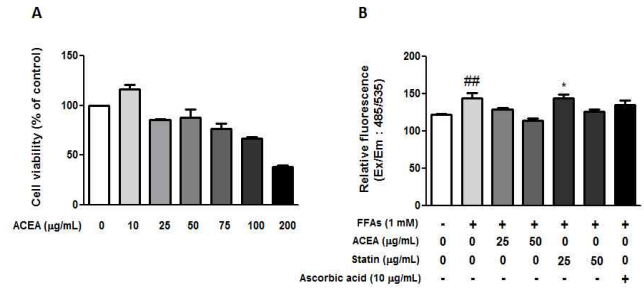 A
Cell viability (% of control)
150
100
50
0
ACEA (μg/mL) 0 10 25 50 75 100 200
B
Relative fluorescence
(Ex/Em : 485/535)
200
150
100
50
0
##
*
FFAs (1 mM) - + + + + + +
ACEA (μg/mL) 0 0 25 50 0 0 0
Statin (μg/mL) 0 0 0 0 25 50 0
Ascorbic acid (10 μg/mL) - - - - - - +